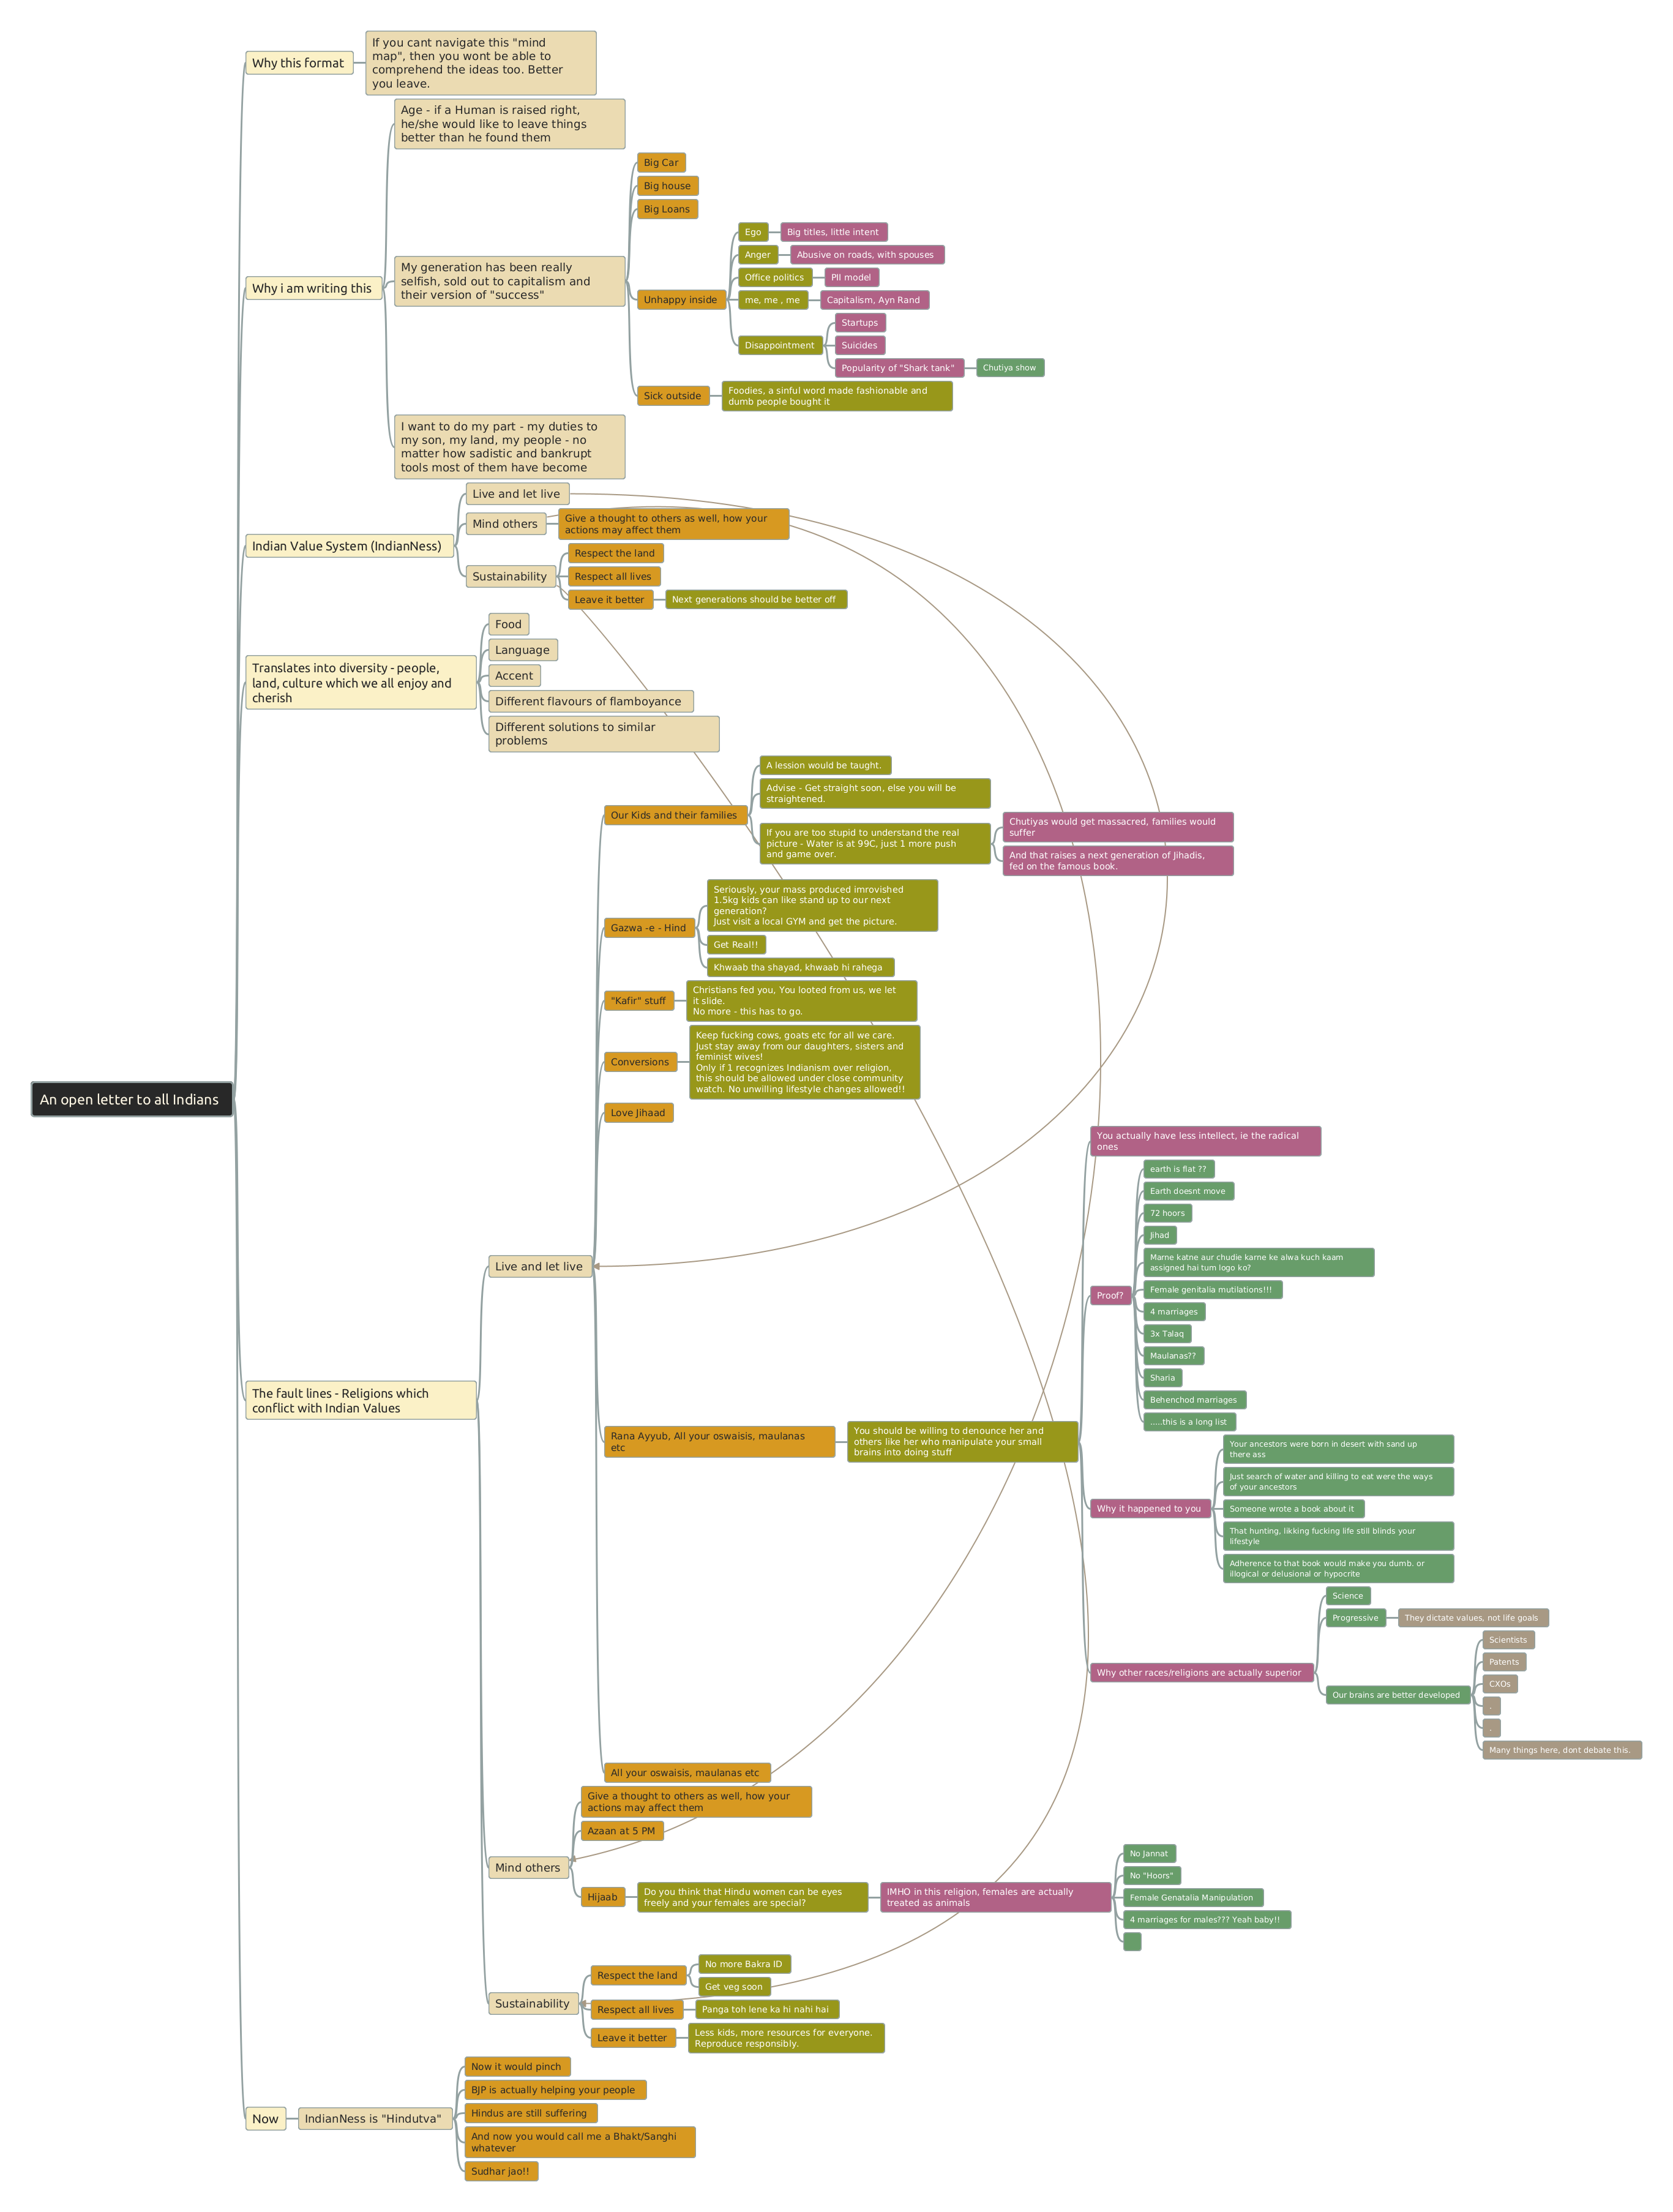 Why this format
If you cant navigate this "mind
map", then you wont be able to
comprehend the ideas too. Better
you leave.
Why i am writing this
Age - if a Human is raised right,
he/she would like to leave things
better than he found them
My generation has been really
selfish, sold out to capitalism and
their version of "success"
Big Car
Big house
Big Loans
Unhappy inside
Ego
Big titles, little intent
Anger
Abusive on roads, with spouses
Office politics
PII model
me, me , me
Capitalism, Ayn Rand
Disappointment
Startups
Suicides
Popularity of "Shark tank"
Chutiya show
Sick outside
Foodies, a sinful word made fashionable and
dumb people bought it
I want to do my part - my duties to
my son, my land, my people - no
matter how sadistic and bankrupt
tools most of them have become
Indian Value System (IndianNess)
Live and let live
Mind others
Give a thought to others as well, how your
actions may affect them
Sustainability
Respect the land
Respect all lives
Leave it better
Next generations should be better off
Translates into diversity - people,
land, culture which we all enjoy and
cherish
Food
Language
Accent
Different flavours of flamboyance
Different solutions to similar
problems
An open letter to all Indians
The fault lines - Religions which
conflict with Indian Values
Live and let live
Our Kids and their families
A lession would be taught.
Advise - Get straight soon, else you will be
straightened.
If you are too stupid to understand the real
picture - Water is at 99C, just 1 more push
and game over.
Chutiyas would get massacred, families would
suffer
And that raises a next generation of Jihadis,
fed on the famous book.
Gazwa -e - Hind
Seriously, your mass produced imrovished
1.5kg kids can like stand up to our next
generation?
Just visit a local GYM and get the picture.
Get Real!!
Khwaab tha shayad, khwaab hi rahega
"Kafir" stuff
Christians fed you, You looted from us, we let
it slide.
No more - this has to go.
Conversions
Keep fucking cows, goats etc for all we care.
Just stay away from our daughters, sisters and
feminist wives!
Only if 1 recognizes Indianism over religion,
this should be allowed under close community
watch. No unwilling lifestyle changes allowed!!
Love Jihaad
Rana Ayyub, All your oswaisis, maulanas
etc
You should be willing to denounce her and
others like her who manipulate your small
brains into doing stuff
You actually have less intellect, ie the radical
ones
Proof?
earth is flat ??
Earth doesnt move
72 hoors
Jihad
Marne katne aur chudie karne ke alwa kuch kaam
assigned hai tum logo ko?
Female genitalia mutilations!!!
4 marriages
3x Talaq
Maulanas??
Sharia
Behenchod marriages
.....this is a long list
Why it happened to you
Your ancestors were born in desert with sand up
there ass
Just search of water and killing to eat were the ways
of your ancestors
Someone wrote a book about it
That hunting, likking fucking life still blinds your
lifestyle
Adherence to that book would make you dumb. or
illogical or delusional or hypocrite
Why other races/religions are actually superior
Science
Progressive
They dictate values, not life goals
Our brains are better developed
Scientists
Patents
CXOs
.
.
Many things here, dont debate this.
All your oswaisis, maulanas etc
Mind others
Give a thought to others as well, how your
actions may affect them
Azaan at 5 PM
Hijaab
Do you think that Hindu women can be eyes
freely and your females are special?
IMHO in this religion, females are actually
treated as animals
No Jannat
No "Hoors"
Female Genatalia Manipulation
4 marriages for males??? Yeah baby!!
Sustainability
Respect the land
No more Bakra ID
Get veg soon
Respect all lives
Panga toh lene ka hi nahi hai
Leave it better
Less kids, more resources for everyone.
Reproduce responsibly.
Now
IndianNess is "Hindutva"
Now it would pinch
BJP is actually helping your people
Hindus are still suffering
And now you would call me a Bhakt/Sanghi
whatever
Sudhar jao!!